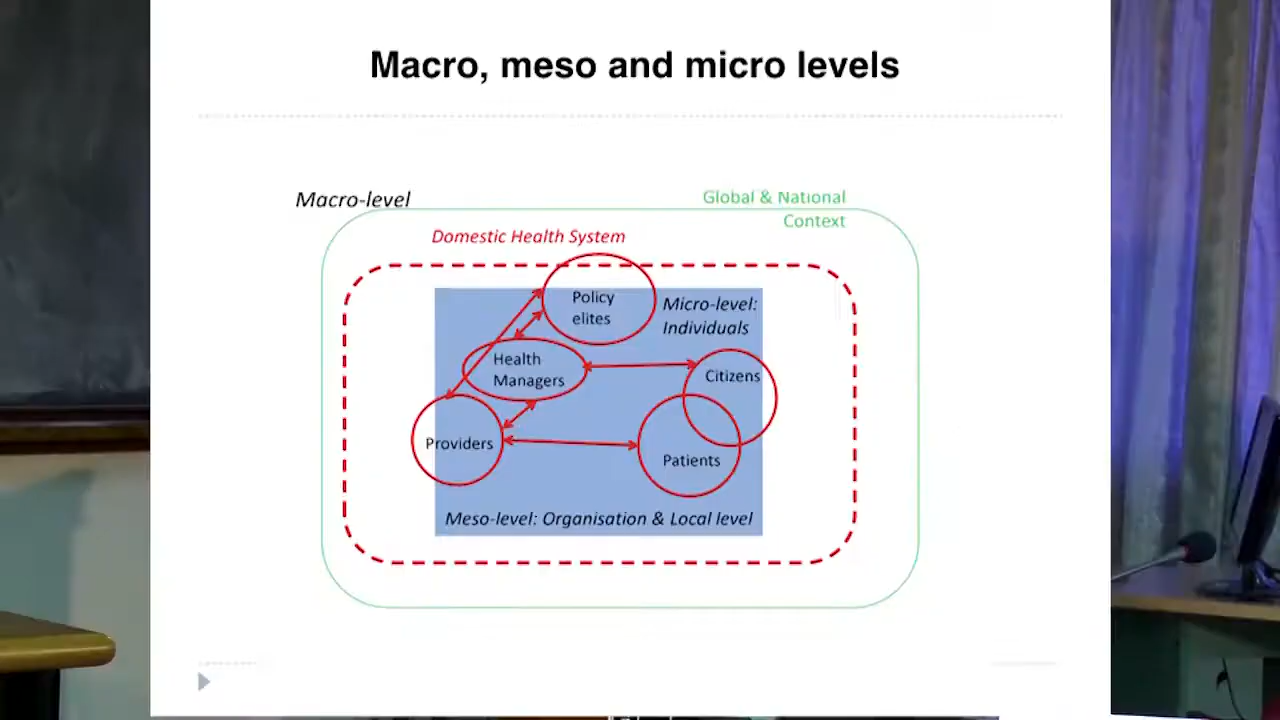 Macro, meso and micro levels
Macro-level
Global & National
Context
Domestic Health System
Policy
elites
Micro-level:
Individuals
Health
Managers
Citizens
Providers
Patients
Meso-level: Organisation & Local level